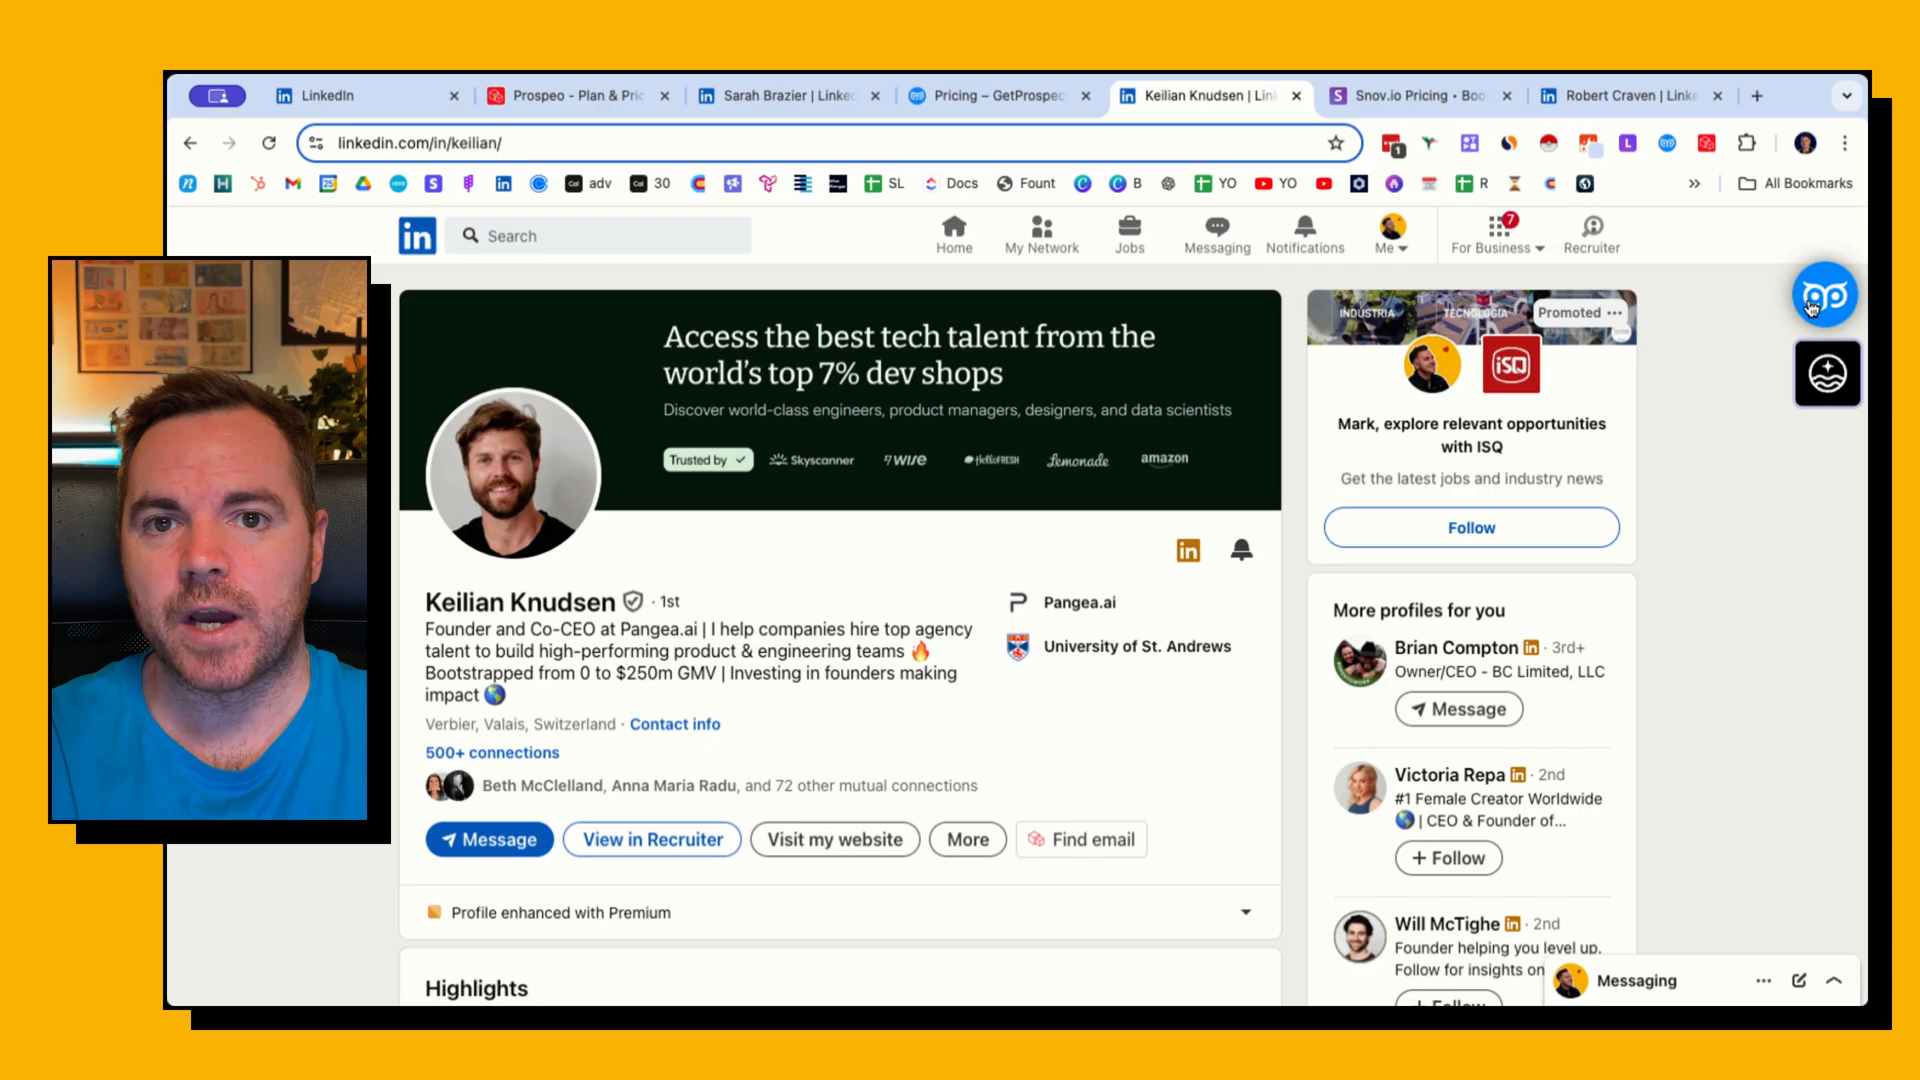 LinkedIn
Prospeo - Plan & Pric
Sarah Brazier | Linke
Pricing – GetProspec
Keilian Knudsen | Lin
Snov.io Pricing • Boo
Robert Craven | Linke
linkedin.com/in/keilian/
1
adv
30
SL
Docs
Fount
B
YO
YO
R
All Bookmarks
Search
Home
My Network
Jobs
Messaging
Notifications
Me
7
For Business
Recruiter
Access the best tech talent from the
world's top 7% dev shops
Discover world-class engineers, product managers, designers, and data scientists
Trusted by
Skyscanner
WISE
HelloFRESH
Lemonade
amazon
Keilian Knudsen · 1st
Founder and Co-CEO at Pangea.ai | I help companies hire top agency
talent to build high-performing product & engineering teams 🔥
Bootstrapped from 0 to $250m GMV | Investing in founders making
impact 🌎
Verbier, Valais, Switzerland · Contact info
500+ connections
Beth McClelland, Anna Maria Radu, and 72 other mutual connections
Pangea.ai
University of St. Andrews
Message
View in Recruiter
Visit my website
More
Find email
Profile enhanced with Premium
Highlights
INDÚSTRIA
TECNOLOGIA
Promoted
iSQ
Mark, explore relevant opportunities
with ISQ
Get the latest jobs and industry news
Follow
More profiles for you
Brian Compton · 3rd+
Owner/CEO - BC Limited, LLC
Message
Victoria Repa · 2nd
#1 Female Creator Worldwide
🌎 | CEO & Founder of...
+ Follow
Will McTighe · 2nd
Founder helping you level up.
Follow for insights on
+ Follow
Messaging